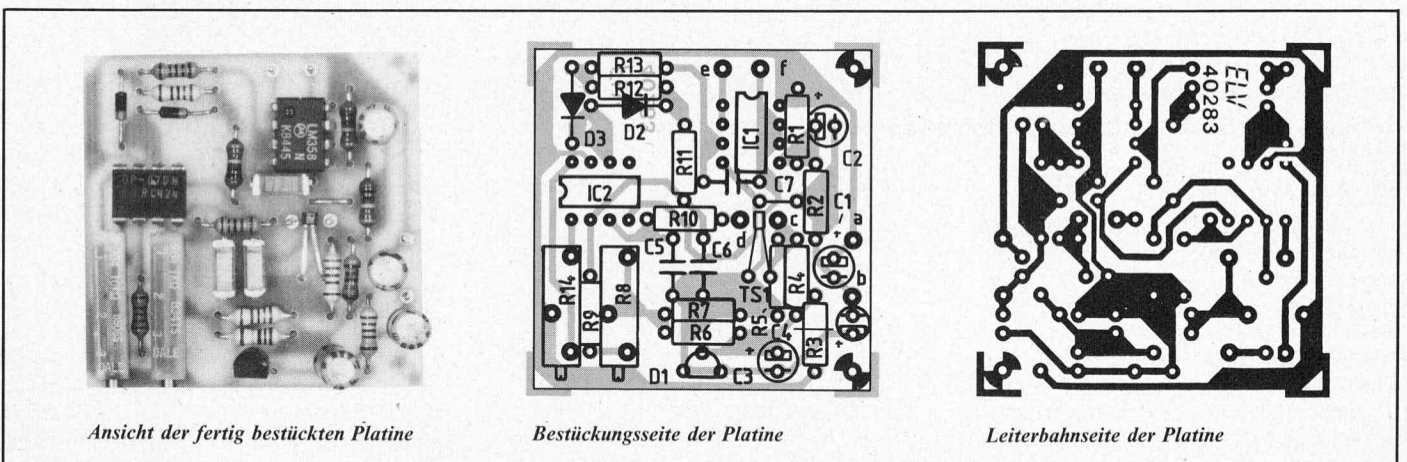 LM358
N
K8445
R13
R12
e
f
D3
D2
R11
IC1
R1
+
C2
IC2
C7
R2
C1
R10
d
c
a
C5
C6
+
b
R14
R9
R8
TS1
R4
R7
R5
R6
C4
R3
+
+
D1
C3
ELV
40283
Ansicht der fertig bestückten Platine
Bestückungsseite der Platine
Leiterbahnseite der Platine